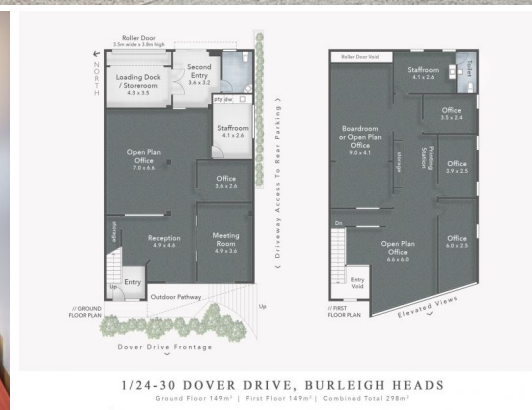 Roller Door
3.5m wide x 3.8m high
NORTH
Loading Dock
/ Storeroom
4.3 x 3.5
Second
Entry
3.6 x 3.2
pty
dw
Staffroom
4.1 x 2.6
Open Plan
Office
7.0 x 6.6
Office
3.6 x 2.6
Meeting
Room
4.9 x 3.6
Reception
4.9 x 4.6
storage
Up
Entry
Outdoor Pathway
Up
// GROUND
FLOOR PLAN
Dover Drive Frontage
( Driveway Access To Rear Parking )
Roller Door Void
Staffroom
4.1 x 2.6
Toilet
Office
3.5 x 2.4
Boardroom
or Open Plan
Office
9.0 x 4.1
storage
Printing
Station
Office
3.9 x 2.5
Office
6.0 x 2.5
Dn
Open Plan
Office
6.6 x 6.0
Entry
Void
// FIRST
FLOOR PLAN
Elevated Views
1/24-30 DOVER DRIVE, BURLEIGH HEADS
Ground Floor 149m² | First Floor 149m² | Combined Total 298m²